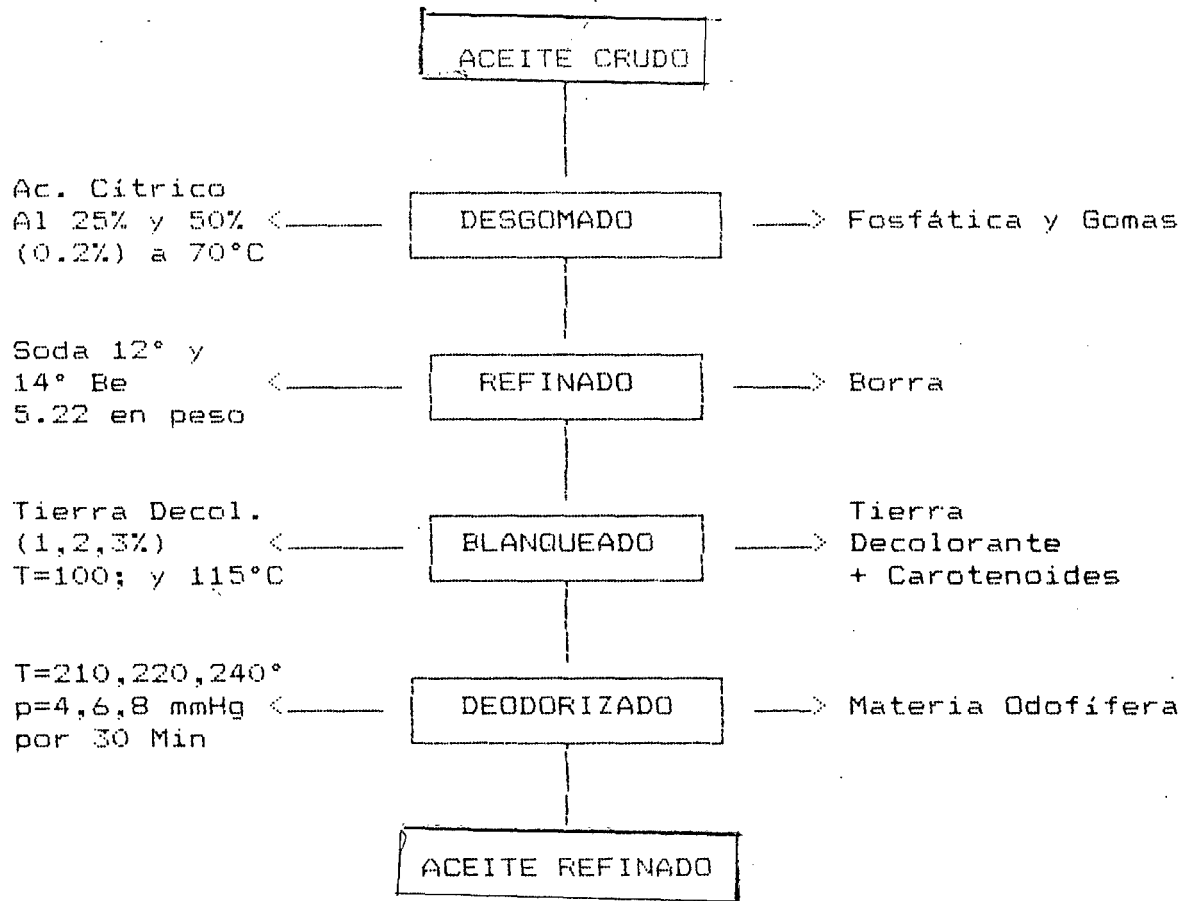 ACEITE CRUDO
Ac. Cítrico
Al 25% y 50%
(0.2%) a 70°C
DESGOMADO
Fosfática y Gomas
Soda 12° y
14° Be
5.22 en peso
REFINADO
Borra
Tierra Decol.
(1,2,3%)
T=100; y 115°C
BLANQUEADO
Tierra
Decolorante
+ Carotenoides
T=210,220,240°
p=4,6,8 mmHg
por 30 Min
DEODORIZADO
Materia Odofífera
ACEITE REFINADO